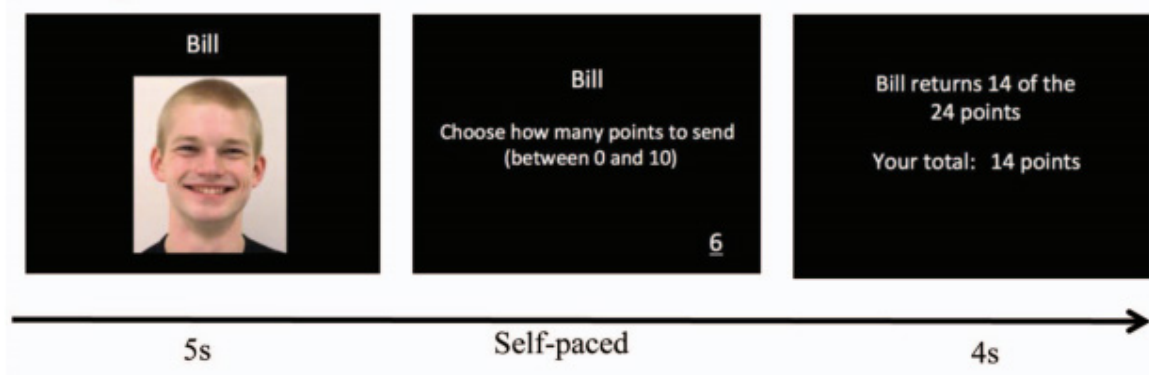 Bill
Bill
Choose how many points to send
(between 0 and 10)
6
Bill returns 14 of the
24 points
Your total: 14 points
5s
Self-paced
4s